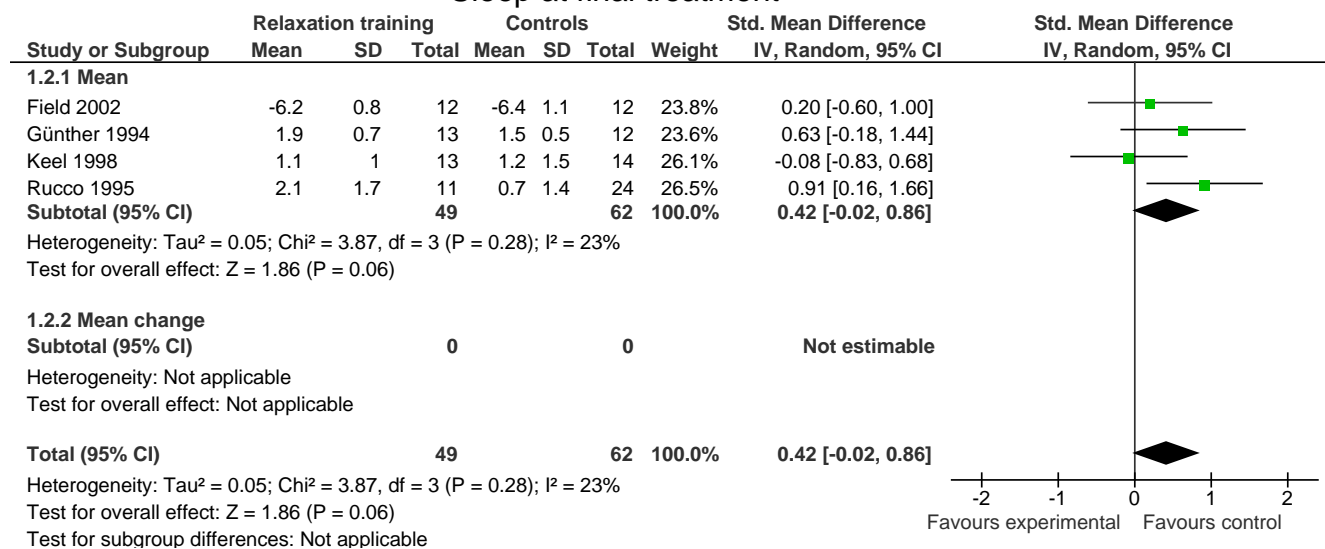 Sleep at final treatment
Relaxation training Controls Std. Mean Difference Std. Mean Difference
Study or Subgroup Mean SD Total Mean SD Total Weight IV, Random, 95% CI IV, Random, 95% CI
1.2.1 Mean
Field 2002 -6.2 0.8 12 -6.4 1.1 12 23.8% 0.20 [-0.60, 1.00]
Günther 1994 1.9 0.7 13 1.5 0.5 12 23.6% 0.63 [-0.18, 1.44]
Keel 1998 1.1 1 13 1.2 1.5 14 26.1% -0.08 [-0.83, 0.68]
Rucco 1995 2.1 1.7 11 0.7 1.4 24 26.5% 0.91 [0.16, 1.66]
Subtotal (95% CI) 49 62 100.0% 0.42 [-0.02, 0.86]
Heterogeneity: Tau² = 0.05; Chi² = 3.87, df = 3 (P = 0.28); I² = 23%
Test for overall effect: Z = 1.86 (P = 0.06)
1.2.2 Mean change
Subtotal (95% CI) 0 0 Not estimable
Heterogeneity: Not applicable
Test for overall effect: Not applicable
Total (95% CI) 49 62 100.0% 0.42 [-0.02, 0.86]
Heterogeneity: Tau² = 0.05; Chi² = 3.87, df = 3 (P = 0.28); I² = 23%
Test for overall effect: Z = 1.86 (P = 0.06)
Test for subgroup differences: Not applicable
-2 -1 0 1 2
Favours experimental Favours control